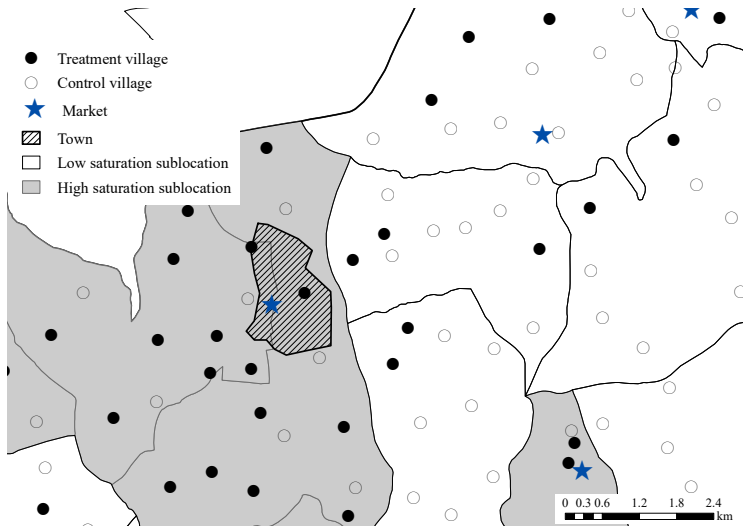 Treatment village
Control village
Market
Town
Low saturation sublocation
High saturation sublocation
0 0.3 0.6 1.2 1.8 2.4
km